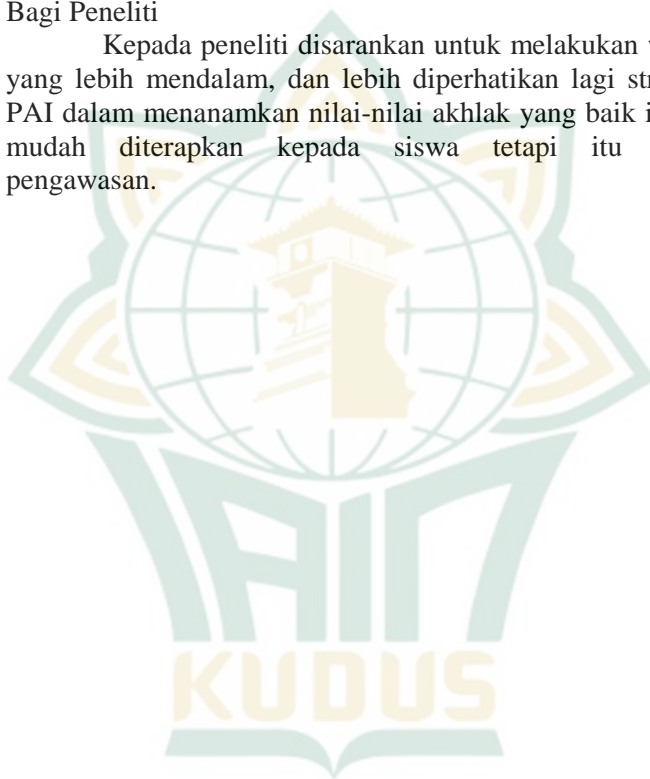 Bagi Peneliti
Kepada peneliti disarankan untuk melakukan
yang lebih mendalam, dan lebih diperhatikan lagi
PAI dalam menanamkan nilai-nilai akhlak yang baik
mudah diterapkan kepada siswa tetapi itu
pengawasan.
IAIN
KUDUS